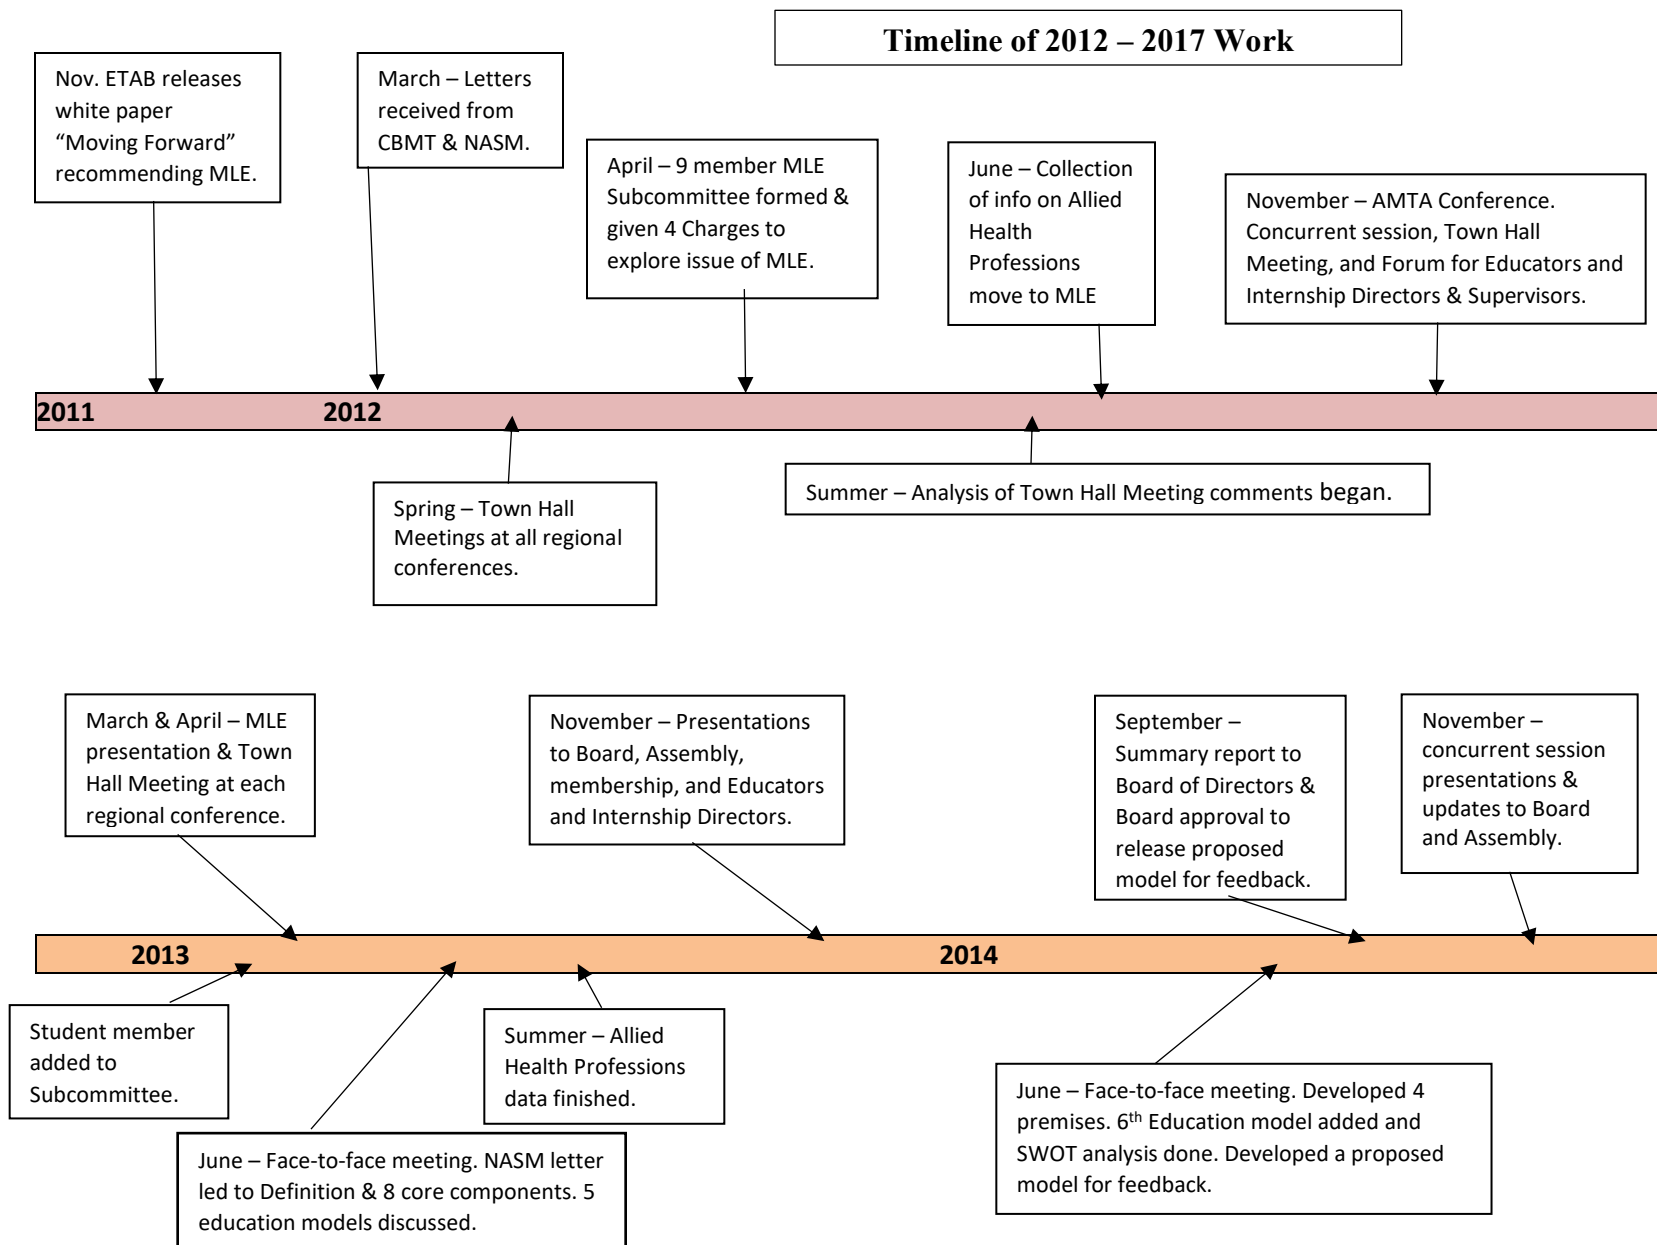 Timeline of 2012 – 2017 Work
Nov. ETAB releases
white paper
“Moving Forward”
recommending MLE.
March – Letters
received from
CBMT & NASM.
April – 9 member MLE
Subcommittee formed &
given 4 Charges to
explore issue of MLE.
June – Collection
of info on Allied
Health
Professions
move to MLE
November – AMTA Conference.
Concurrent session, Town Hall
Meeting, and Forum for Educators and
Internship Directors & Supervisors.
2011
2012
Spring – Town Hall
Meetings at all regional
conferences.
Summer – Analysis of Town Hall Meeting comments began.
March & April – MLE
presentation & Town
Hall Meeting at each
regional conference.
November – Presentations
to Board, Assembly,
membership, and Educators
and Internship Directors.
September –
Summary report to
Board of Directors &
Board approval to
release proposed
model for feedback.
November –
concurrent session
presentations &
updates to Board
and Assembly.
2013
2014
Student member
added to
Subcommittee.
June – Face-to-face meeting. NASM letter
led to Definition & 8 core components. 5
education models discussed.
Summer – Allied
Health Professions
data finished.
June – Face-to-face meeting. Developed 4
premises. 6th Education model added and
SWOT analysis done. Developed a proposed
model for feedback.